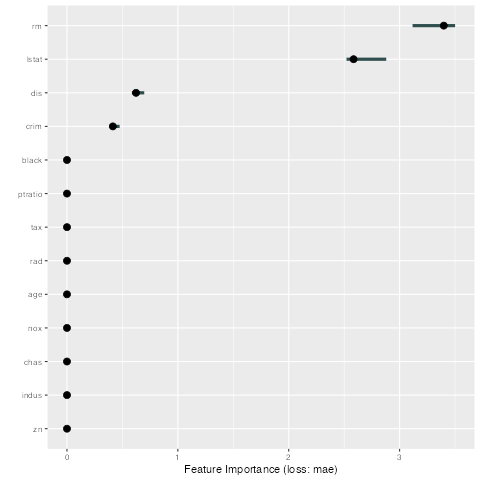 rm
lstat
dis
crim
black
ptratio
tax
rad
age
nox
chas
indus
zn
0 1 2 3
Feature Importance (loss: mae)